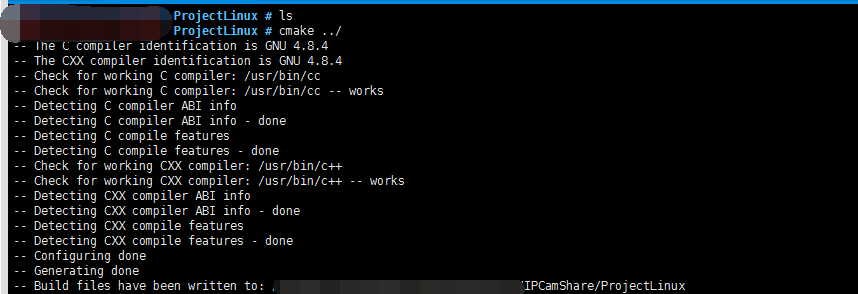 ProjectLinux # ls
ProjectLinux # cmake ../
-- The C compiler identification is GNU 4.8.4
-- The CXX compiler identification is GNU 4.8.4
-- Check for working C compiler: /usr/bin/cc
-- Check for working C compiler: /usr/bin/cc -- works
-- Detecting C compiler ABI info
-- Detecting C compiler ABI info - done
-- Detecting C compile features
-- Detecting C compile features - done
-- Check for working CXX compiler: /usr/bin/c++
-- Check for working CXX compiler: /usr/bin/c++ -- works
-- Detecting CXX compiler ABI info
-- Detecting CXX compiler ABI info - done
-- Detecting CXX compile features
-- Detecting CXX compile features - done
-- Configuring done
-- Generating done
-- Build files have been written to: /IPCamShare/ProjectLinux